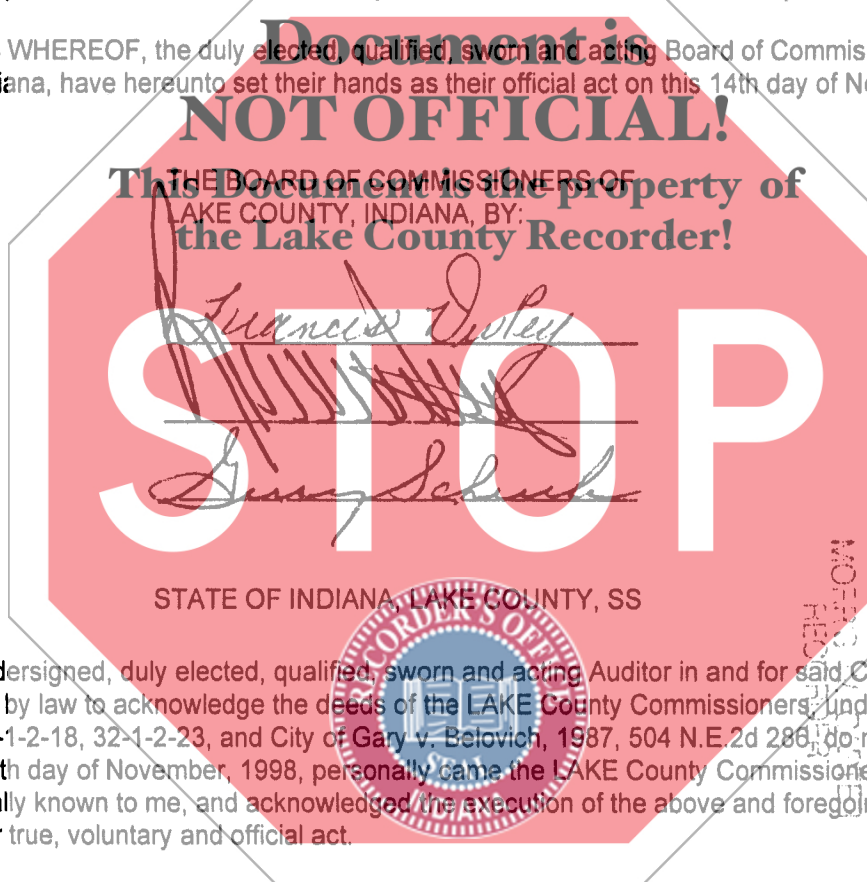 Document is
WHEREOF, the duly elected, qualified, sworn and acting Board of Commis
iana, have hereunto set their hands as their official act on this 14th day of No
NOT OFFICIAL!
This Document is the property of
THE BOARD OF COMMISSIONERS OF
LAKE COUNTY, INDIANA, BY:
the Lake County Recorder!
Frances DuPey
STOP
STATE OF INDIANA, LAKE COUNTY, SS
RECORDER'S OFFICE
SEAL
INDIANA
dersigned, duly elected, qualified, sworn and acting Auditor in and for said C
by law to acknowledge the deeds of the LAKE County Commissioners, und
-1-2-18, 32-1-2-23, and City of Gary v. Belovich, 1987, 504 N.E.2d 286, do
th day of November, 1998, personally came the LAKE County Commissione
lly known to me, and acknowledged the execution of the above and foregoi
true, voluntary and official act.